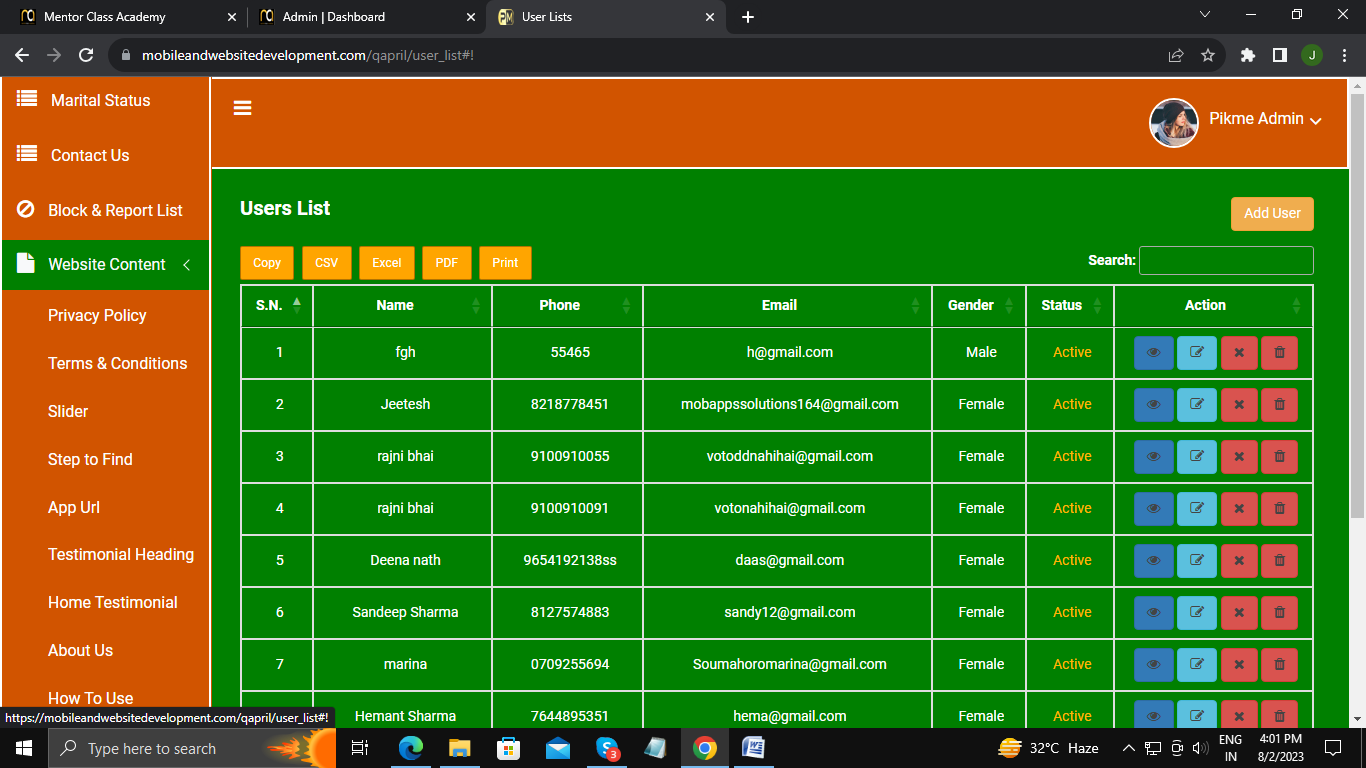 Mentor Class Academy
Admin | Dashboard
User Lists
mobileandwebsitedevelopment.com/qapril/user_list#!
J
Marital Status
Contact Us
Block & Report List
Website Content
Privacy Policy
Terms & Conditions
Slider
Step to Find
App Url
Testimonial Heading
Home Testimonial
About Us
How To Use
Pikme Admin
Users List
Add User
Copy CSV Excel PDF Print
Search:
S.N. Name Phone Email Gender Status Action
1 fgh 55465 h@gmail.com Male Active
2 Jeetesh 8218778451 mobappssolutions164@gmail.com Female Active
3 rajni bhai 9100910055 votoddnahihai@gmail.com Female Active
4 rajni bhai 9100910091 votonahihai@gmail.com Female Active
5 Deena nath 9654192138ss daas@gmail.com Female Active
6 Sandeep Sharma 8127574883 sandy12@gmail.com Female Active
7 marina 0709255694 Soumahoromarina@gmail.com Female Active
Hemant Sharma 7644895351 hema@gmail.com Female Active
https://mobileandwebsitedevelopment.com/qapril/user_list#!
Type here to search
3
32°C Haze
ENG
IN
4:01 PM
8/2/2023